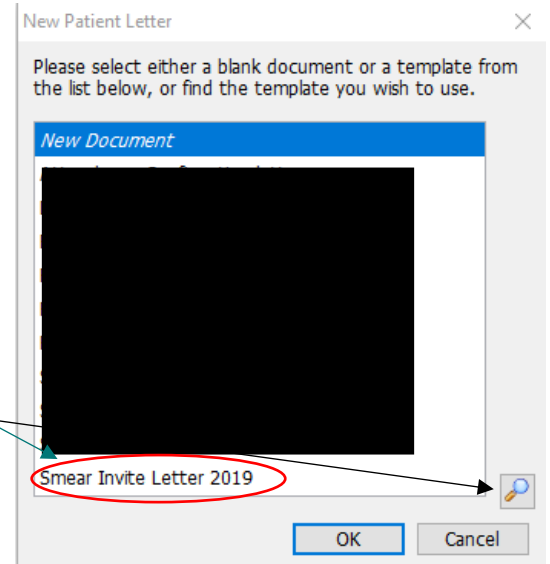 New Patient Letter
Please select either a blank document or a template from
the list below, or find the template you wish to use.
New Document
Smear Invite Letter 2019
OK
Cancel